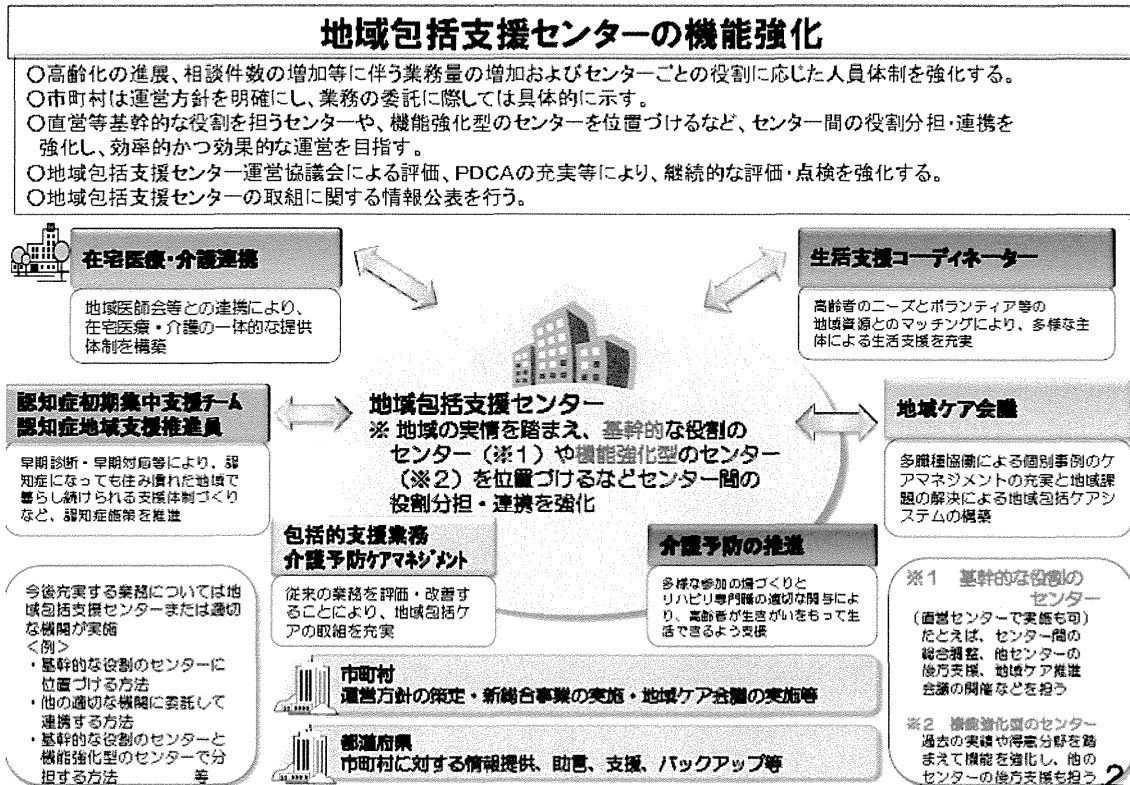 地域包括支援センターの機能強化
○高齢化の進展、相談件数の増加等に伴う業務量の増加およびセンターごとの役割に応じた人員体制を強化する。
○市町村は運営方針を明確にし、業務の委託に際しては具体的に示す。
○直営等基幹的な役割を担うセンターや、機能強化型のセンターを位置づけるなど、センター間の役割分担・連携を
強化し、効率的かつ効果的な運営を目指す。
○地域包括支援センター運営協議会による評価、PDCAの充実等により、継続的な評価・点検を強化する。
○地域包括支援センターの取組に関する情報公表を行う。
在宅医療・介護連携
地域医師会等との連携により、
在宅医療・介護の一体的な提供
体制を構築
生活支援コーディネーター
高齢者のニーズとボランティア等の
地域資源とのマッチングにより、多様な主
体による生活支援を充実
認知症初期集中支援チーム
認知症地域支援推進員
早期診断・早期対応等により、認
知症になっても住み慣れた地域で
暮らし続けられる支援体制づくり
など、認知症施策を推進
地域包括支援センター
※ 地域の実情を踏まえ、基幹的な役割の
センター(※1)や機能強化型のセンター
(※2)を位置づけるなどセンター間の
役割分担・連携を強化
地域ケア会議
多職種協働による個別事例のケ
アマネジメントの充実と地域課
題の解決による地域包括ケアシ
ステムの構築
包括的支援業務
介護予防ケアマネジメント
従来の業務を評価・改善す
ることにより、地域包括ケ
アの取組を充実
介護予防の推進
多様な参加の場づくりと
リハビリ専門職の適切な関与によ
り、高齢者が生きがいをもって生
活できるよう支援
今後充実する業務については地
域包括支援センターまたは適切
な機関が実施
<例>
・基幹的な役割のセンターに
位置づける方法
・他の適切な機関に委託して
連携する方法
・基幹的な役割のセンターと
機能強化型のセンターで分
担する方法 等
市町村
運営方針の策定・新総合事業の実施・地域ケア会議の実施等
都道府県
市町村に対する情報提供、助言、支援、バックアップ等
※1 基幹的な役割の
センター
(直営センターで実施も可)
たとえば、センター間の
総合調整、他センターの
後方支援、地域ケア推進
会議の開催などを担う
※2 機能強化型のセンター
過去の実績や得意分野を踏
まえて機能を強化し、他の
センターの後方支援も担う
2